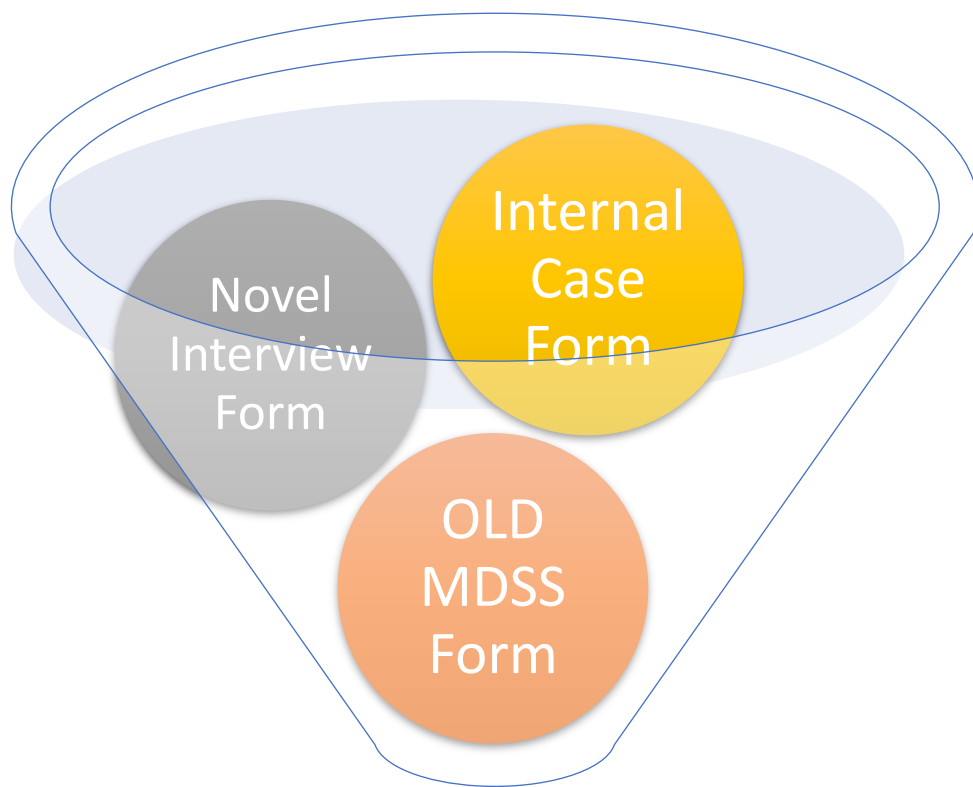 Novel
Interview
Form
Internal
Case
Form
OLD
MDSS
Form